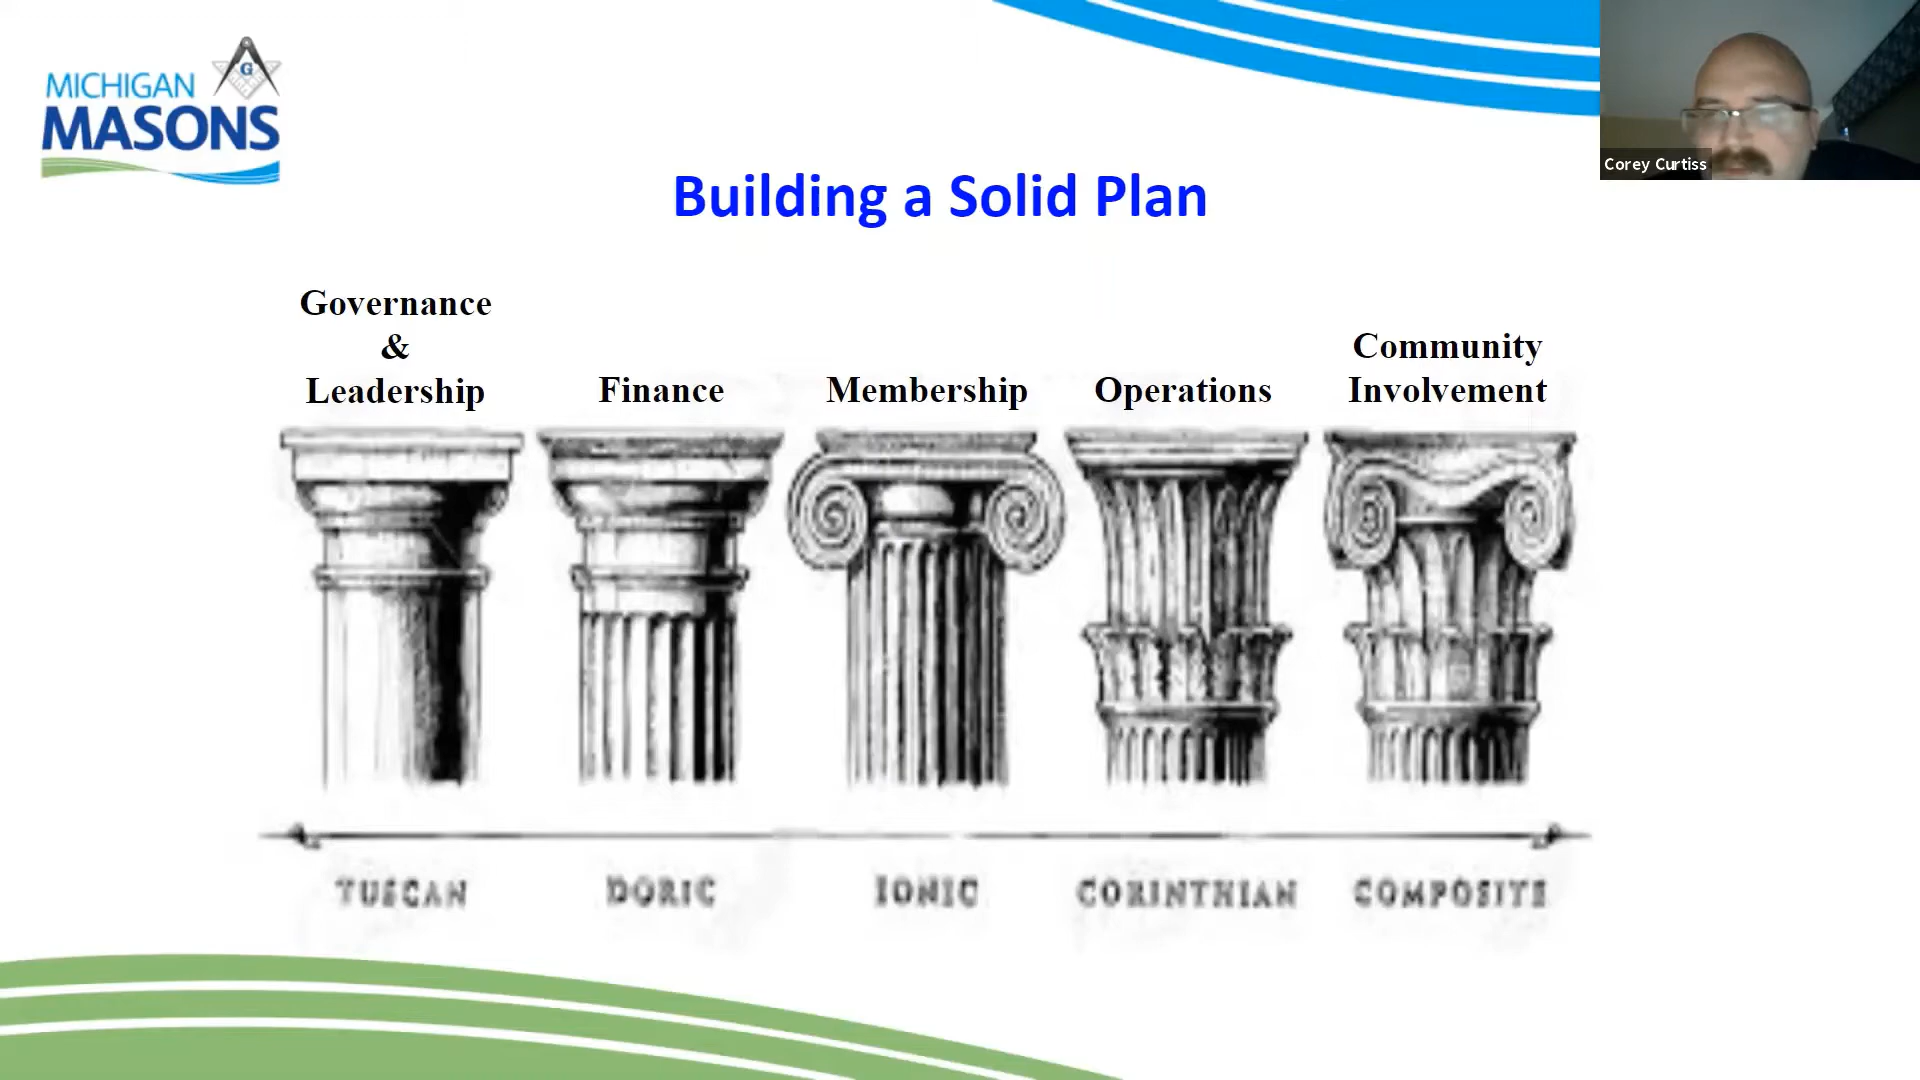 MICHIGAN
G
MASONS
Corey Curtiss
Building a Solid Plan
Governance
&
Leadership
Finance
Membership
Operations
Community
Involvement
TUSCAN
DORIC
IONIC
CORINTHIAN
COMPOSITE